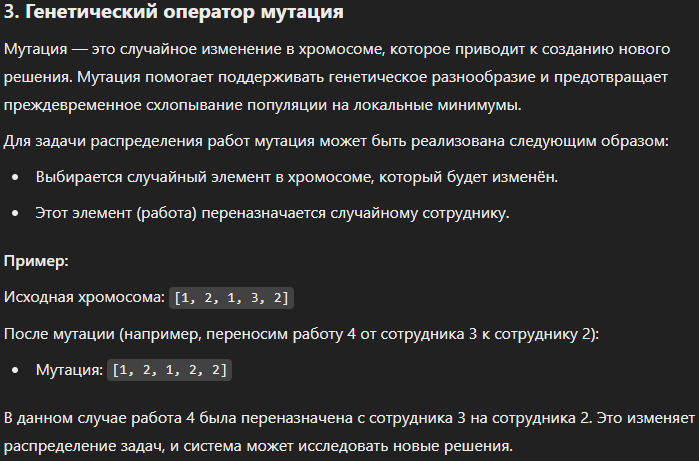 3. Генетический оператор мутация
Мутация — это случайное изменение в хромосоме, которое приводит к созданию нового
решения. Мутация помогает поддерживать генетическое разнообразие и предотвращает
преждевременное схлопывание популяции на локальные минимумы.
Для задачи распределения работ мутация может быть реализована следующим образом:
• Выбирается случайный элемент в хромосоме, который будет изменён.
• Этот элемент (работа) переназначается случайному сотруднику.
Пример:
Исходная хромосома: [1, 2, 1, 3, 2]
После мутации (например, переносим работу 4 от сотрудника 3 к сотруднику 2):
• Мутация: [1, 2, 1, 2, 2]
В данном случае работа 4 была переназначена с сотрудника 3 на сотрудника 2. Это изменяет
распределение задач, и система может исследовать новые решения.